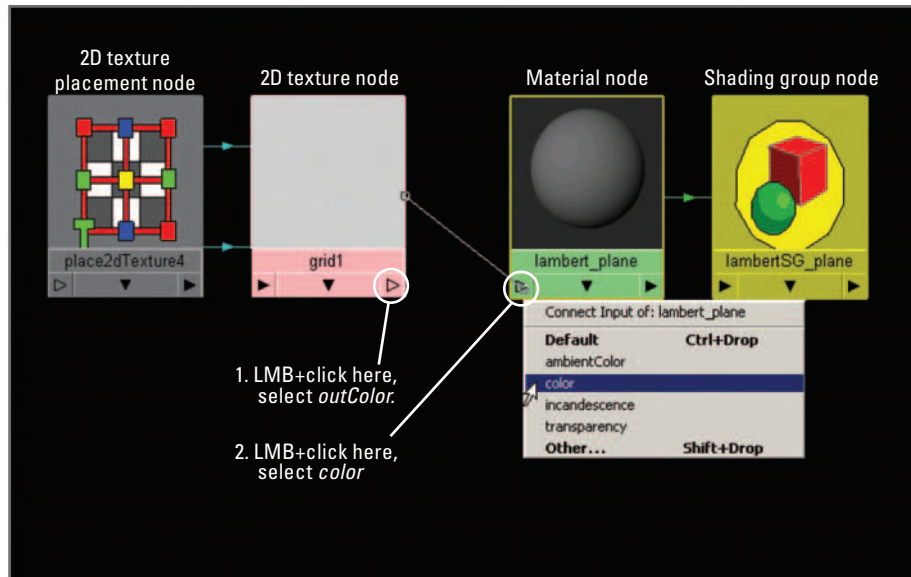 2D texture
placement node
2D texture node
Material node
Shading group node
place2dTexture4
grid1
lambert_plane
lambertSG_plane
Connect Input of: lambert_plane
Default Ctrl+Drop
ambientColor
color
incandescence
transparency
Other... Shift+Drop
1. LMB+click here,
select outColor.
2. LMB+click here,
select color